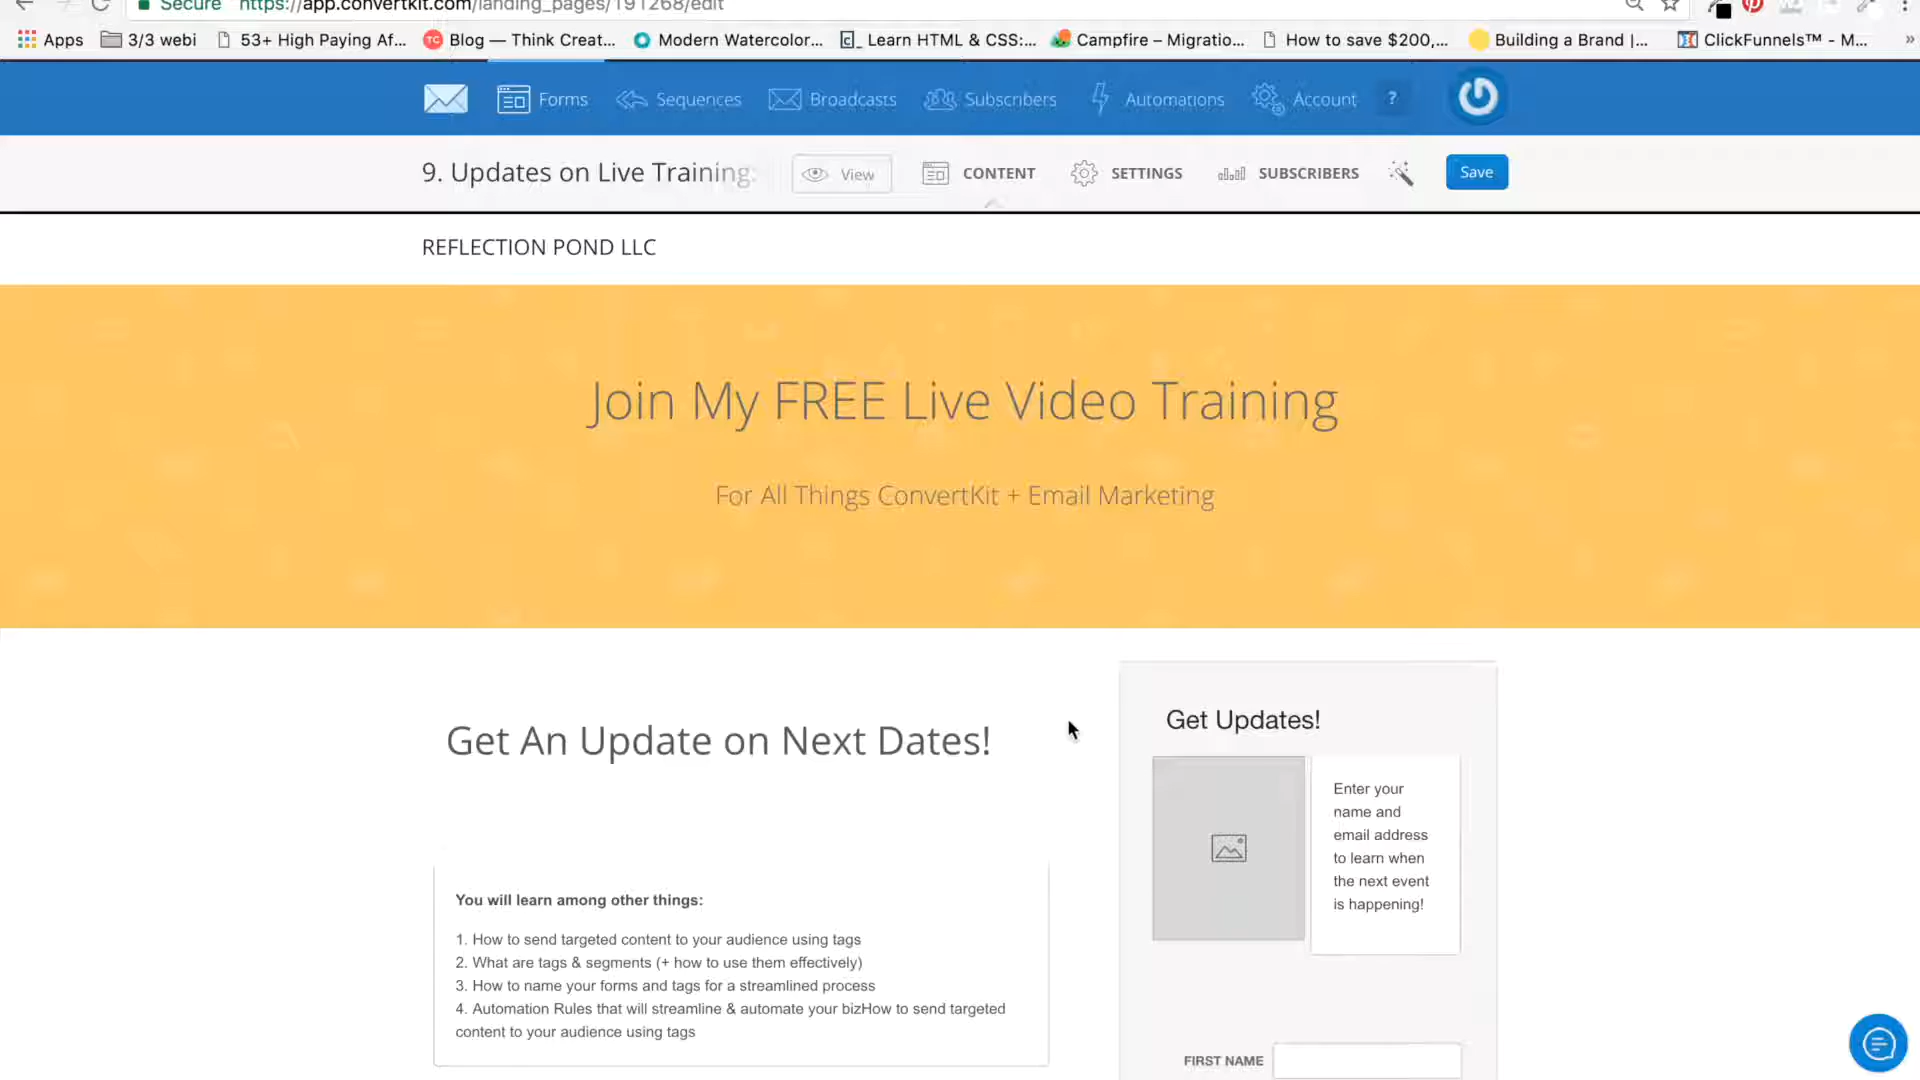 Secure https://app.convertkit.com/landing_pages/191268/edit
Apps 3/3 webi 53+ High Paying Af... Blog — Think Creat... Modern Watercolor... Learn HTML & CSS:... Campfire – Migratio... How to save $200,... Building a Brand |... ClickFunnels™ - M... »
Forms Sequences Broadcasts Subscribers Automations Account ?
9. Updates on Live Training: View CONTENT SETTINGS SUBSCRIBERS Save
REFLECTION POND LLC
Join My FREE Live Video Training
For All Things ConvertKit + Email Marketing
Get An Update on Next Dates!
You will learn among other things:
1. How to send targeted content to your audience using tags
2. What are tags & segments (+ how to use them effectively)
3. How to name your forms and tags for a streamlined process
4. Automation Rules that will streamline & automate your bizHow to send targeted
content to your audience using tags
Get Updates!
Enter your
name and
email address
to learn when
the next event
is happening!
FIRST NAME